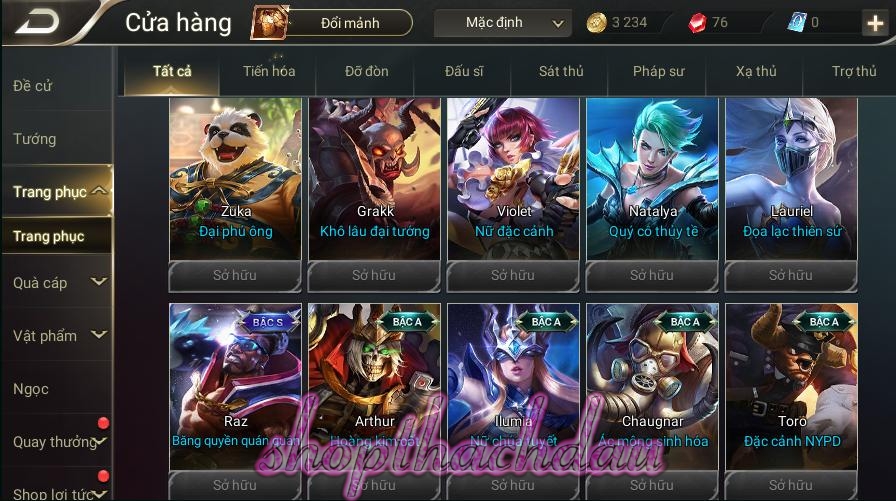 Cửa hàng
Đổi mảnh
Mặc định
3 234
76
0
Đề cử
Tướng
Trang phục
Trang phục
Quà cáp
Vật phẩm
Ngọc
Quay thưởng
Shop lợi tức
Tất cả
Tiến hóa
Đỡ đòn
Đấu sĩ
Sát thủ
Pháp sư
Xạ thủ
Trợ thủ
Zuka
Đại phú ông
Sở hữu
Grakk
Khô lâu đại tướng
Sở hữu
Violet
Nữ đặc cảnh
Sở hữu
Natalya
Quý cô thủy tề
Sở hữu
Lauriel
Đọa lạc thiên sứ
Sở hữu
BẬC S
Raz
Băng quyền quán quân
Sở hữu
BẬC A
Arthur
Hoàng kim cốt
Sở hữu
BẬC A
Ilumia
Nữ chúa tuyết
Sở hữu
BẬC A
Chaugnar
Ác mộng sinh hóa
Sở hữu
BẬC A
Toro
Đặc cảnh NYPD
Sở hữu
shopthachdau